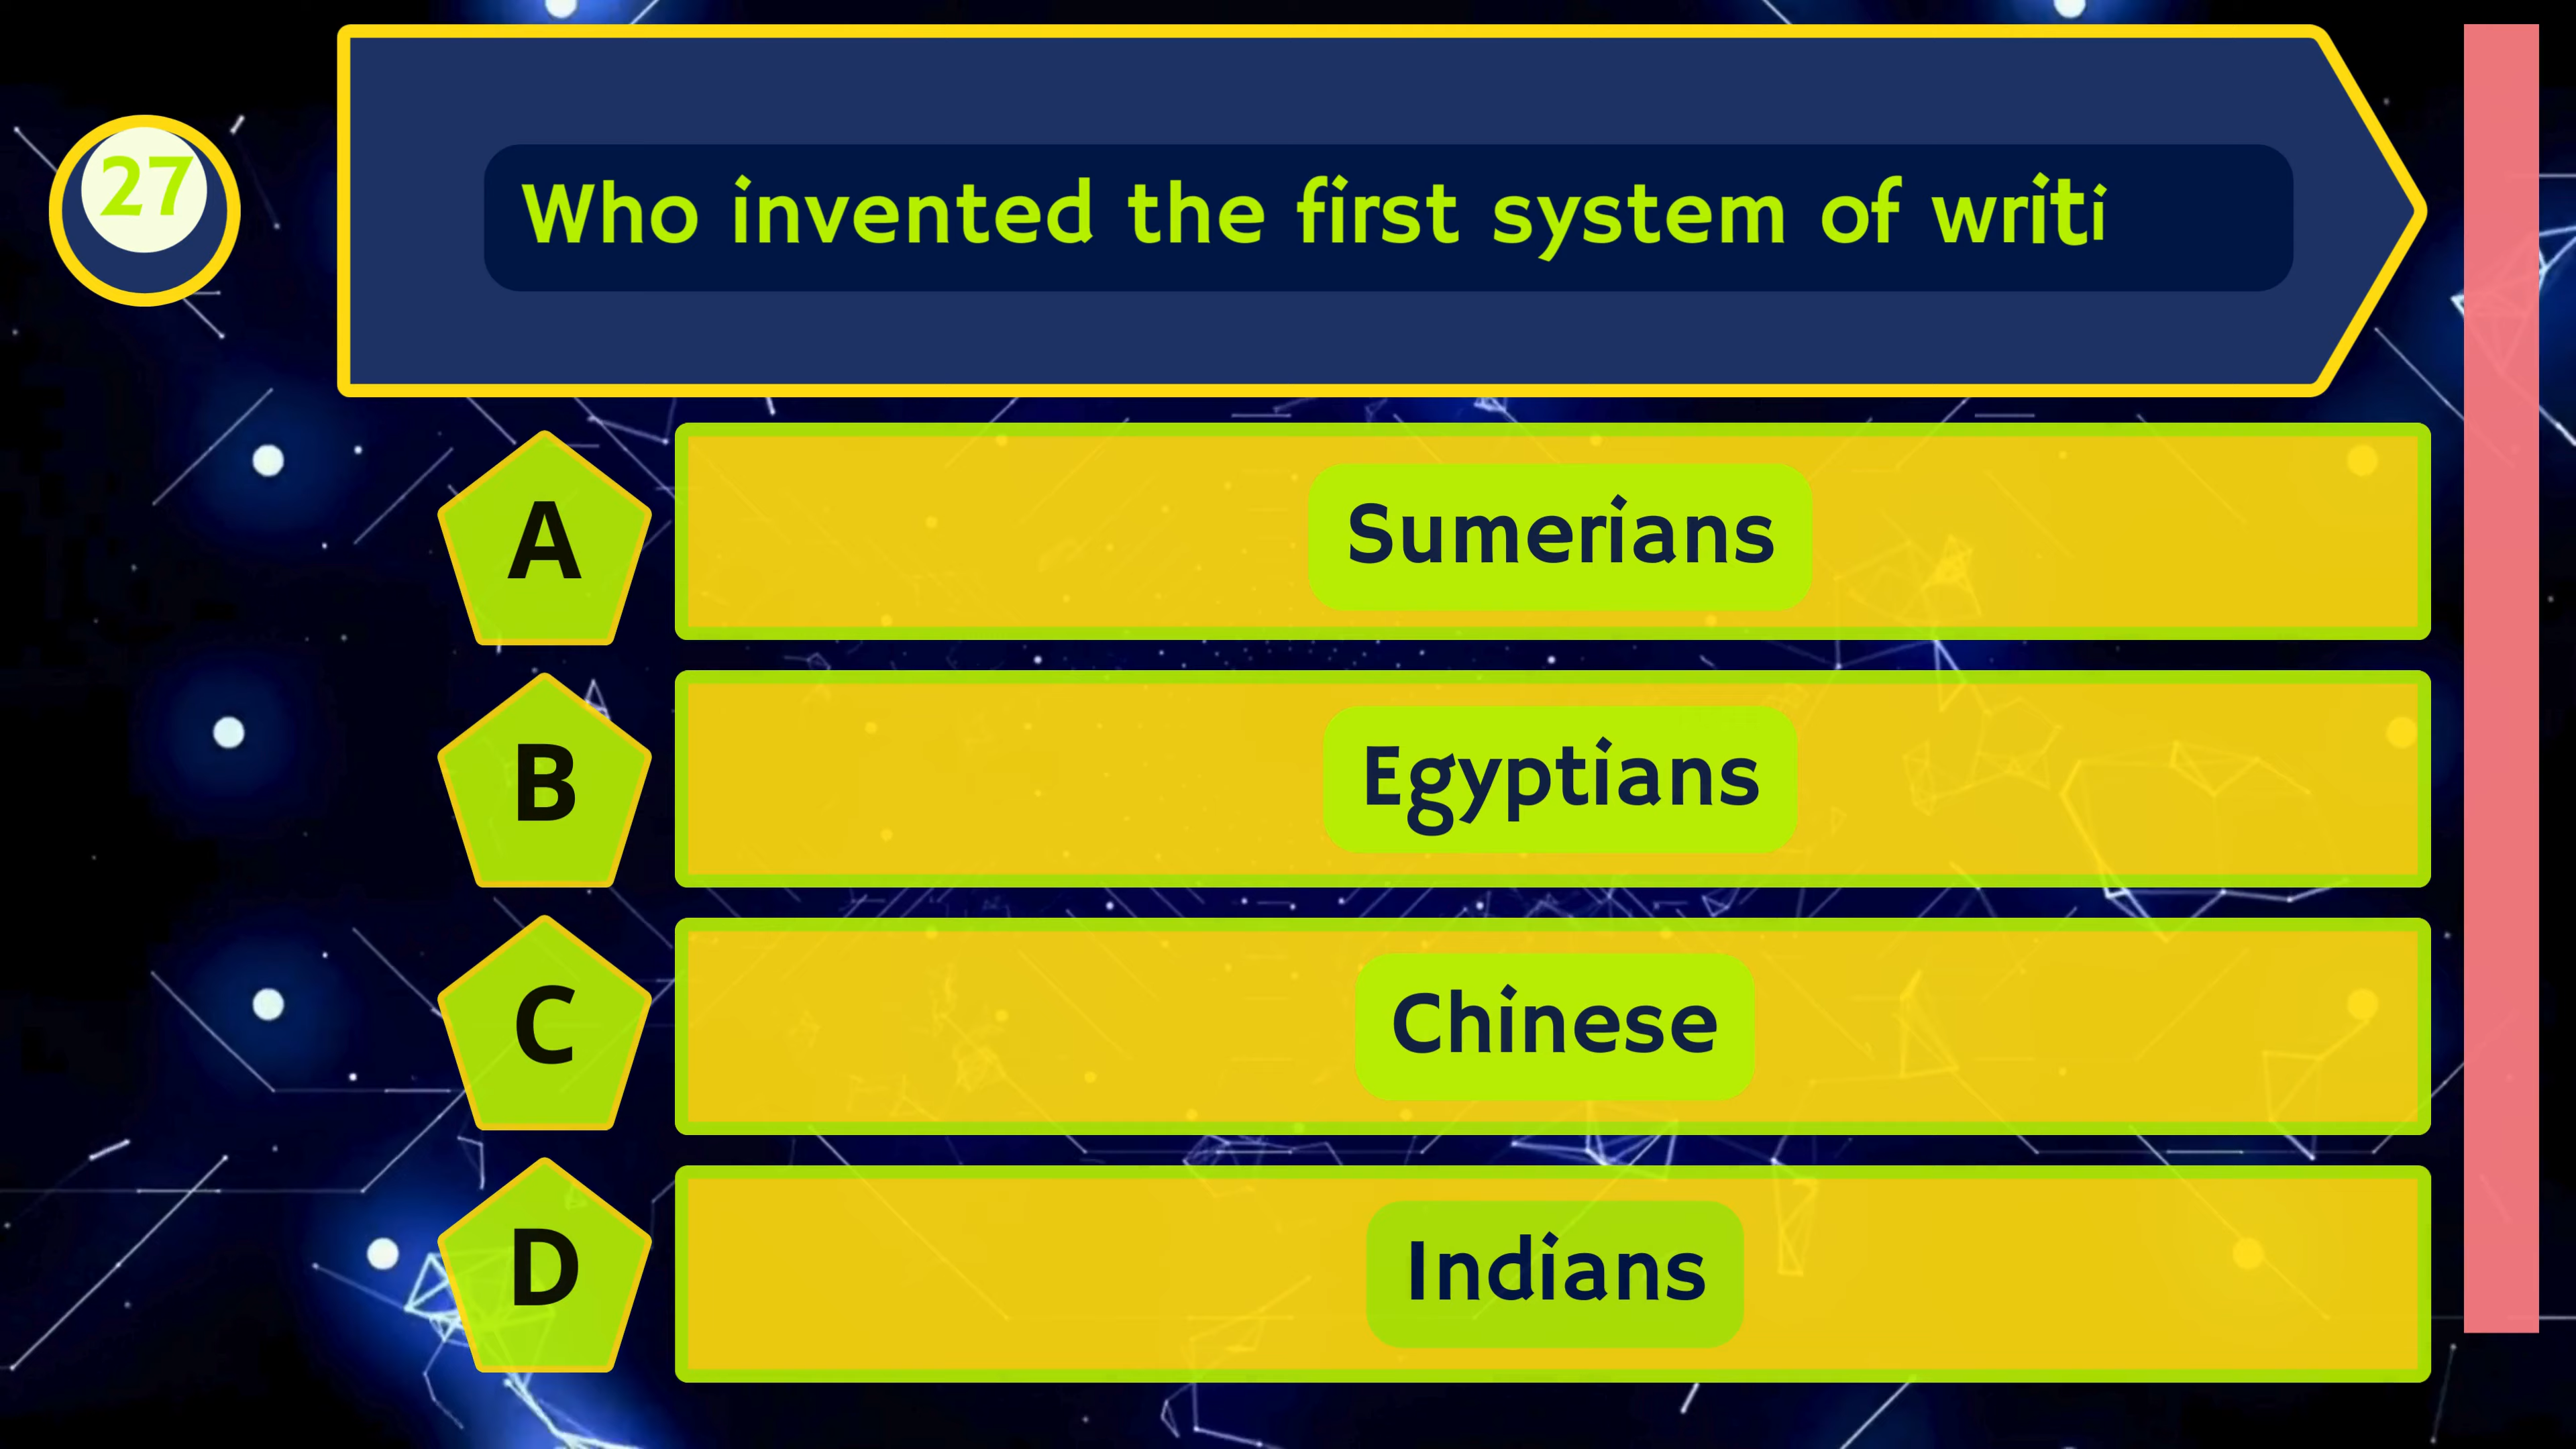 27
Who invented the first system of writi
A
Sumerians
B
Egyptians
C
Chinese
D
Indians